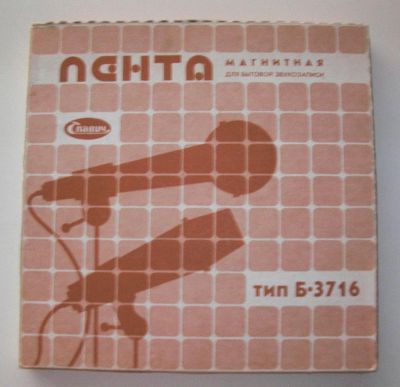 ЛЕНТА
МАГНИТНАЯ
ДЛЯ БЫТОВОЙ ЗВУКОЗАПИСИ
Славич
ТИП Б-3716